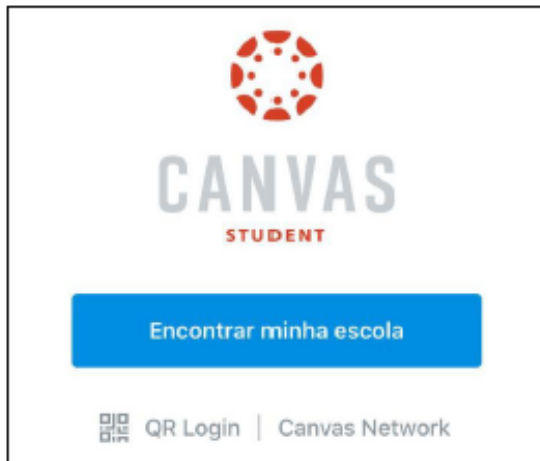 CANVAS
STUDENT
Encontrar minha escola
QR Login | Canvas Network